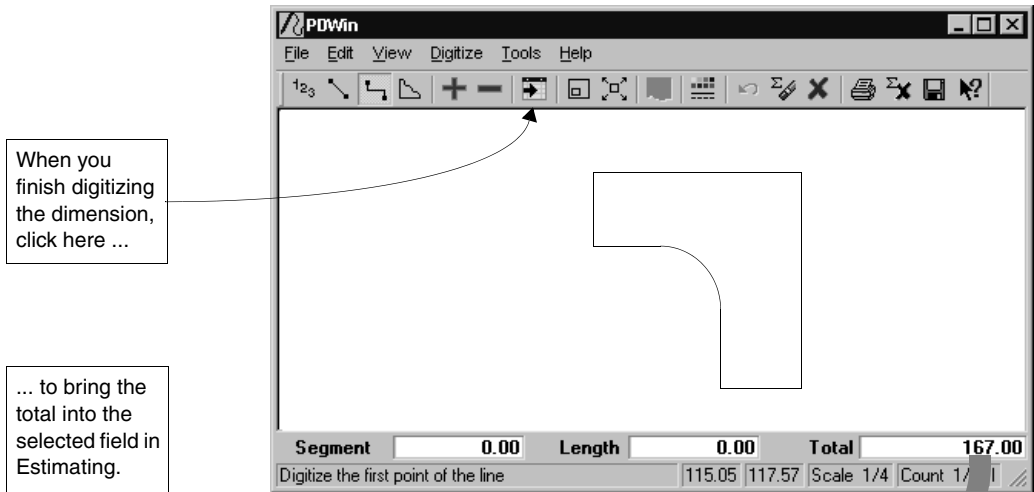 PDWin
File Edit View Digitize Tools Help
123
When you
finish digitizing
the dimension,
click here ...
... to bring the
total into the
selected field in
Estimating.
Segment 0.00 Length 0.00 Total 167.00
Digitize the first point of the line 115.05 117.57 Scale 1/4 Count 1/